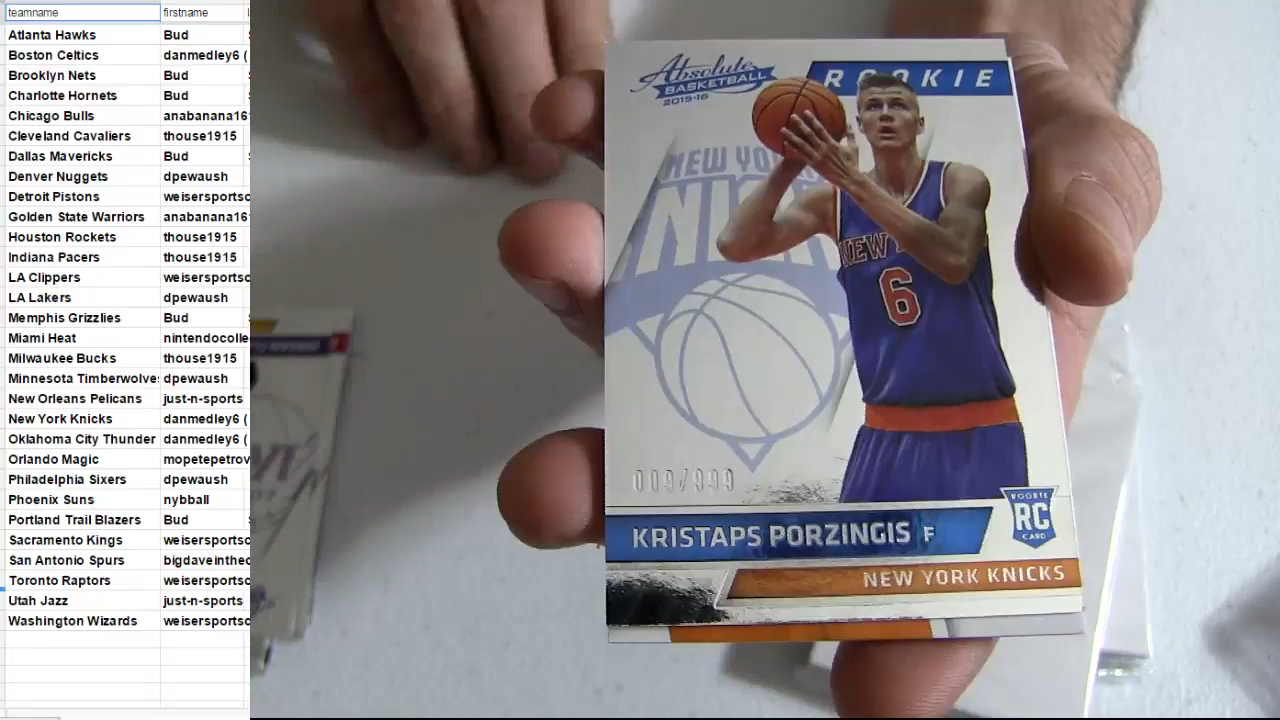 teamname firstname
Atlanta Hawks Bud
Boston Celtics danmedley6 (
Brooklyn Nets Bud
Charlotte Hornets Bud
Chicago Bulls anabanana16
Cleveland Cavaliers thouse1915
Dallas Mavericks Bud
Denver Nuggets dpewaush
Detroit Pistons weisersportsc
Golden State Warriors anabanana16
Houston Rockets thouse1915
Indiana Pacers thouse1915
LA Clippers weisersportsc
LA Lakers dpewaush
Memphis Grizzlies Bud
Miami Heat nintendocolle
Milwaukee Bucks thouse1915
Minnesota Timberwolves dpewaush
New Orleans Pelicans just-n-sports
New York Knicks danmedley6 (
Oklahoma City Thunder danmedley6 (
Orlando Magic mopetepetrov
Philadelphia Sixers dpewaush
Phoenix Suns nybball
Portland Trail Blazers Bud
Sacramento Kings weisersportsc
San Antonio Spurs bigdaveinthec
Toronto Raptors weisersportsc
Utah Jazz just-n-sports
Washington Wizards weisersportsc
Absolute
BASKETBALL
2015-16
ROOKIE
NEW YO
NEW
6
009/999
KRISTAPS PORZINGIS F
ROOKIE
RC
CARD
NEW YORK KNICKS